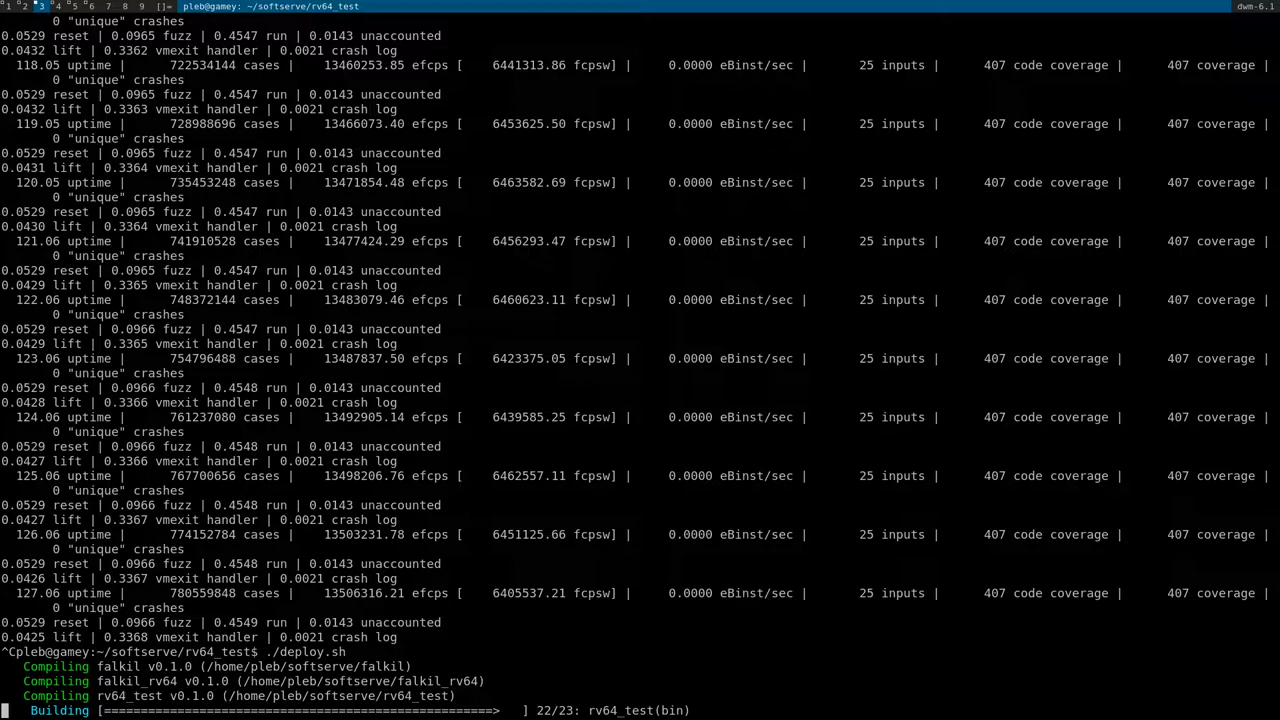 1 2 3 4 5 6 7 8 9 []= pleb@gamey: ~/softserve/rv64_test dwm-6.1
0 "unique" crashes
0.0529 reset | 0.0965 fuzz | 0.4547 run | 0.0143 unaccounted
0.0432 lift | 0.3362 vmexit handler | 0.0021 crash log
118.05 uptime | 722534144 cases | 13460253.85 efcps [ 6441313.86 fcpsw] | 0.0000 eBinst/sec | 25 inputs | 407 code coverage | 407 coverage |
0 "unique" crashes
0.0529 reset | 0.0965 fuzz | 0.4547 run | 0.0143 unaccounted
0.0432 lift | 0.3363 vmexit handler | 0.0021 crash log
119.05 uptime | 728988696 cases | 13466073.40 efcps [ 6453625.50 fcpsw] | 0.0000 eBinst/sec | 25 inputs | 407 code coverage | 407 coverage |
0 "unique" crashes
0.0529 reset | 0.0965 fuzz | 0.4547 run | 0.0143 unaccounted
0.0431 lift | 0.3364 vmexit handler | 0.0021 crash log
120.05 uptime | 735453248 cases | 13471854.48 efcps [ 6463582.69 fcpsw] | 0.0000 eBinst/sec | 25 inputs | 407 code coverage | 407 coverage |
0 "unique" crashes
0.0529 reset | 0.0965 fuzz | 0.4547 run | 0.0143 unaccounted
0.0430 lift | 0.3364 vmexit handler | 0.0021 crash log
121.06 uptime | 741910528 cases | 13477424.29 efcps [ 6456293.47 fcpsw] | 0.0000 eBinst/sec | 25 inputs | 407 code coverage | 407 coverage |
0 "unique" crashes
0.0529 reset | 0.0965 fuzz | 0.4547 run | 0.0143 unaccounted
0.0429 lift | 0.3365 vmexit handler | 0.0021 crash log
122.06 uptime | 748372144 cases | 13483079.46 efcps [ 6460623.11 fcpsw] | 0.0000 eBinst/sec | 25 inputs | 407 code coverage | 407 coverage |
0 "unique" crashes
0.0529 reset | 0.0966 fuzz | 0.4547 run | 0.0143 unaccounted
0.0429 lift | 0.3365 vmexit handler | 0.0021 crash log
123.06 uptime | 754796488 cases | 13487837.50 efcps [ 6423375.05 fcpsw] | 0.0000 eBinst/sec | 25 inputs | 407 code coverage | 407 coverage |
0 "unique" crashes
0.0529 reset | 0.0966 fuzz | 0.4548 run | 0.0143 unaccounted
0.0428 lift | 0.3366 vmexit handler | 0.0021 crash log
124.06 uptime | 761237080 cases | 13492905.14 efcps [ 6439585.25 fcpsw] | 0.0000 eBinst/sec | 25 inputs | 407 code coverage | 407 coverage |
0 "unique" crashes
0.0529 reset | 0.0966 fuzz | 0.4548 run | 0.0143 unaccounted
0.0427 lift | 0.3366 vmexit handler | 0.0021 crash log
125.06 uptime | 767700656 cases | 13498206.76 efcps [ 6462557.11 fcpsw] | 0.0000 eBinst/sec | 25 inputs | 407 code coverage | 407 coverage |
0 "unique" crashes
0.0529 reset | 0.0966 fuzz | 0.4548 run | 0.0143 unaccounted
0.0427 lift | 0.3367 vmexit handler | 0.0021 crash log
126.06 uptime | 774152784 cases | 13503231.78 efcps [ 6451125.66 fcpsw] | 0.0000 eBinst/sec | 25 inputs | 407 code coverage | 407 coverage |
0 "unique" crashes
0.0529 reset | 0.0966 fuzz | 0.4548 run | 0.0143 unaccounted
0.0426 lift | 0.3367 vmexit handler | 0.0021 crash log
127.06 uptime | 780559848 cases | 13506316.21 efcps [ 6405537.21 fcpsw] | 0.0000 eBinst/sec | 25 inputs | 407 code coverage | 407 coverage |
0 "unique" crashes
0.0529 reset | 0.0966 fuzz | 0.4549 run | 0.0143 unaccounted
0.0425 lift | 0.3368 vmexit handler | 0.0021 crash log
^Cpleb@gamey:~/softserve/rv64_test$ ./deploy.sh
Compiling falkil v0.1.0 (/home/pleb/softserve/falkil)
Compiling falkil_rv64 v0.1.0 (/home/pleb/softserve/falkil_rv64)
Compiling rv64_test v0.1.0 (/home/pleb/softserve/rv64_test)
Building [=====================================================> ] 22/23: rv64_test(bin)